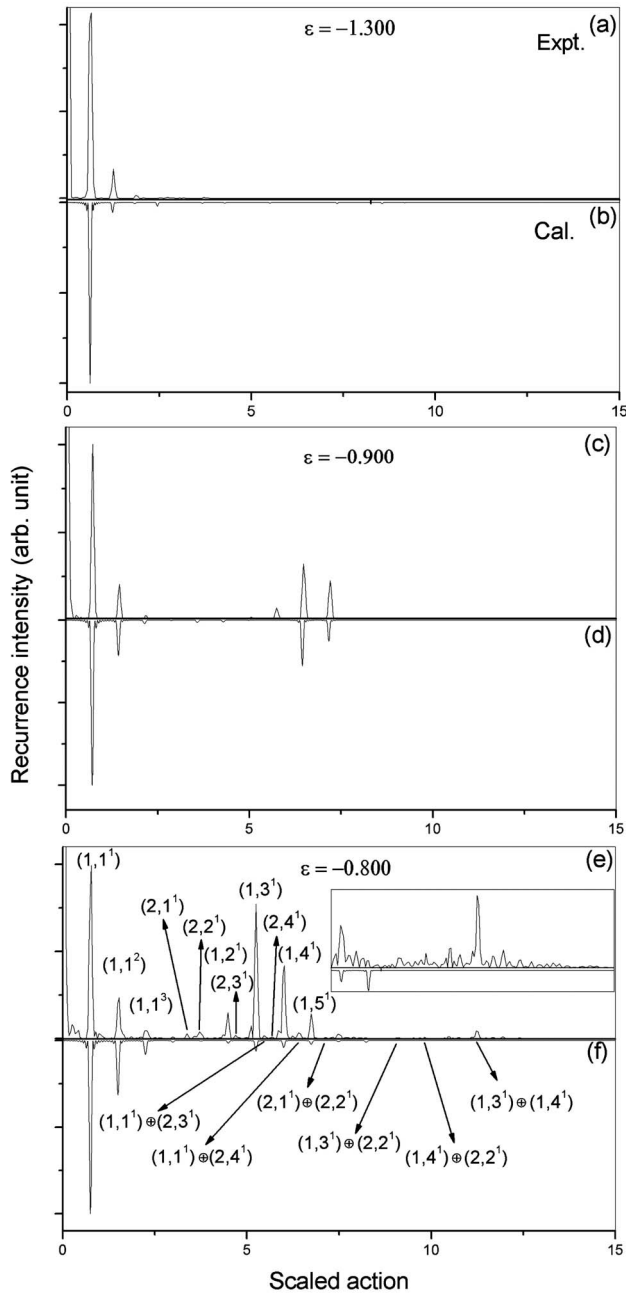 (a)
ε = −1.300
Expt.
(b)
Cal.
0 5 10 15
(c)
ε = −0.900
(d)
0 5 10 15
Recurrence intensity (arb. unit)
(e)
ε = −0.800
(1,1¹)
(1,3¹)
(2,1¹)
(2,2¹)
(2,4¹)
(1,1²)
(1,2¹)
(1,4¹)
(2,3¹)
(1,1³)
(1,5¹)
(f)
(1,1¹)⊕(2,3¹)
(2,1¹)⊕(2,2¹)
(1,3¹)⊕(1,4¹)
(1,3¹)⊕(2,2¹)
(1,1¹)⊕(2,4¹)
(1,4¹)⊕(2,2¹)
0 5 10 15
Scaled action